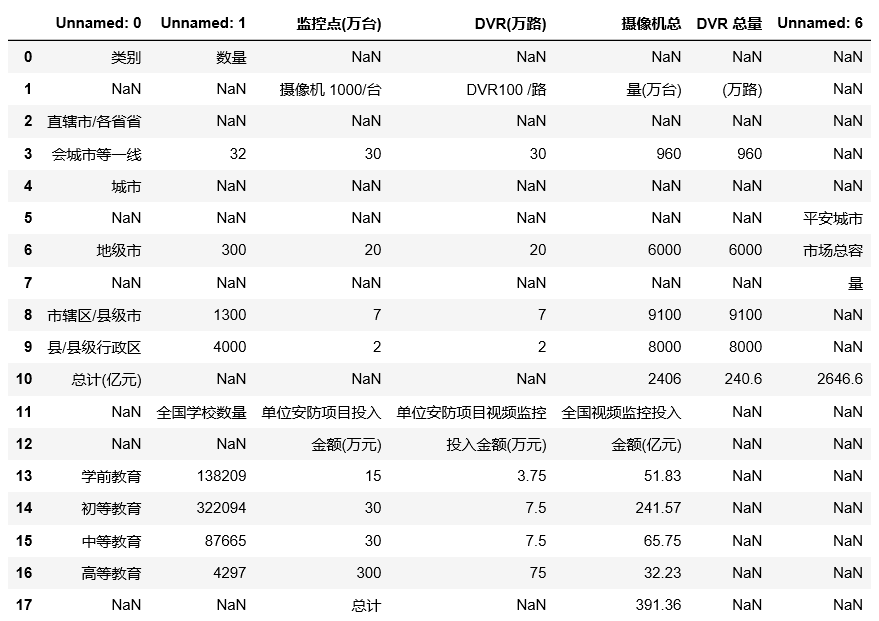 Unnamed: 0 Unnamed: 1 监控点(万台) DVR(万路) 摄像机总 DVR 总量 Unnamed: 6
0 类别 数量 NaN NaN NaN NaN NaN
1 NaN NaN 摄像机 1000/台 DVR100 /路 量(万台) (万路) NaN
2 直辖市/各省省 NaN NaN NaN NaN NaN NaN
3 会城市等一线 32 30 30 960 960 NaN
4 城市 NaN NaN NaN NaN NaN NaN
5 NaN NaN NaN NaN NaN NaN 平安城市
6 地级市 300 20 20 6000 6000 市场总容
7 NaN NaN NaN NaN NaN NaN 量
8 市辖区/县级市 1300 7 7 9100 9100 NaN
9 县/县级行政区 4000 2 2 8000 8000 NaN
10 总计(亿元) NaN NaN NaN 2406 240.6 2646.6
11 NaN 全国学校数量 单位安防项目投入 单位安防项目视频监控 全国视频监控投入 NaN NaN
12 NaN NaN 金额(万元) 投入金额(万元) 金额(亿元) NaN NaN
13 学前教育 138209 15 3.75 51.83 NaN NaN
14 初等教育 322094 30 7.5 241.57 NaN NaN
15 中等教育 87665 30 7.5 65.75 NaN NaN
16 高等教育 4297 300 75 32.23 NaN NaN
17 NaN NaN 总计 NaN 391.36 NaN NaN